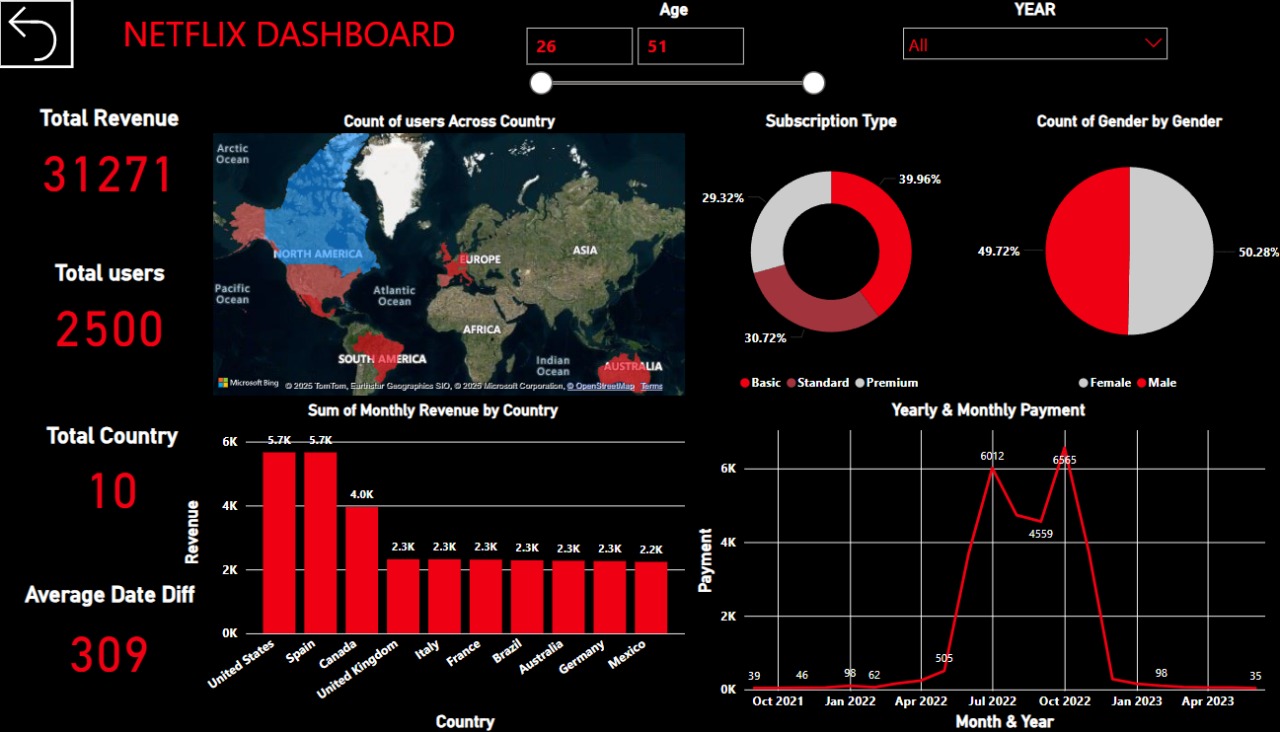 NETFLIX DASHBOARD
Age
26
51
YEAR
All
Total Revenue
31271
Total users
2500
Total Country
10
Average Date Diff
309
Count of users Across Country
Arctic
Ocean
NORTH AMERICA
EUROPE
ASIA
Pacific
Ocean
Atlantic
Ocean
AFRICA
SOUTH AMERICA
Indian
Ocean
AUSTRALIA
Microsoft Bing
© 2025 TomTom, Earthstar Geographics SIO, © 2025 Microsoft Corporation, © OpenStreetMap Terms
Subscription Type
39.96%
29.32%
30.72%
Basic Standard Premium
Count of Gender by Gender
49.72%
50.28%
Female Male
Sum of Monthly Revenue by Country
Revenue
6K
4K
2K
0K
5.7K 5.7K 4.0K 2.3K 2.3K 2.3K 2.3K 2.3K 2.3K 2.2K
United States Spain Canada United Kingdom Italy France Brazil Australia Germany Mexico
Country
Yearly & Monthly Payment
Payment
6K
4K
2K
0K
39 46 98 62 505 6012 4559 6565 98 35
Oct 2021 Jan 2022 Apr 2022 Jul 2022 Oct 2022 Jan 2023 Apr 2023
Month & Year